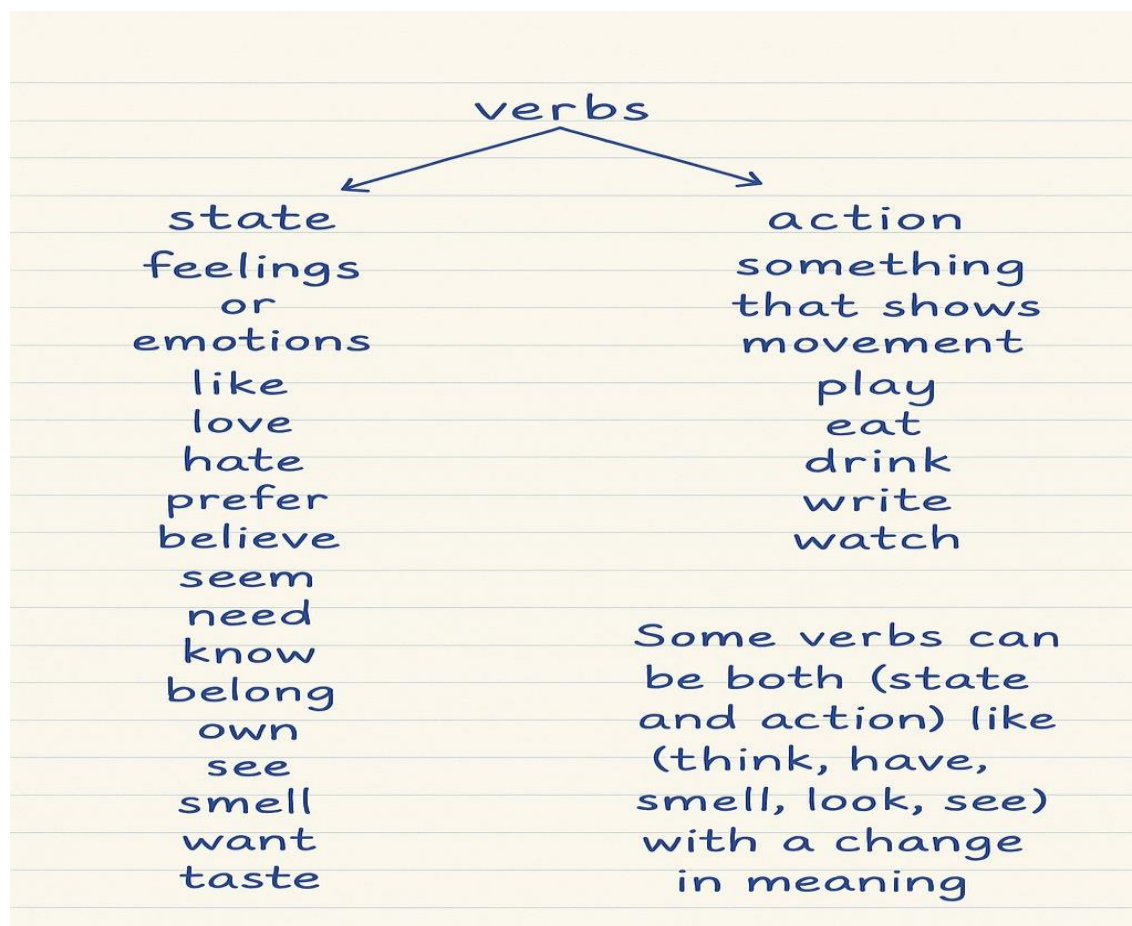 verbs
state
feelings
or
emotions
like
love
hate
prefer
believe
seem
need
know
belong
own
see
smell
want
taste
action
something
that shows
movement
play
eat
drink
write
watch
Some verbs can
be both (state
and action) like
(think, have,
smell, look, see)
with a change
in meaning